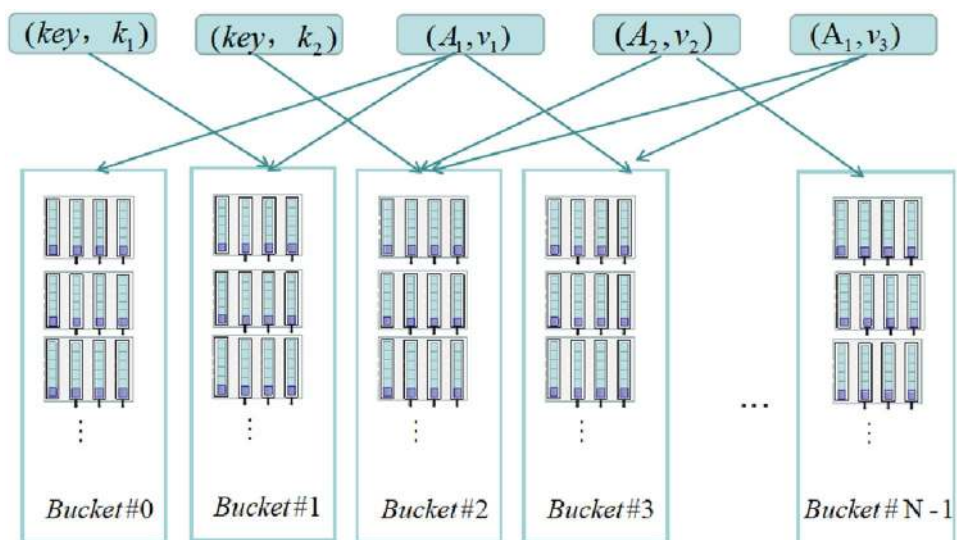 (key, k₁) (key, k₂) (A₁,v₁) (A₂,v₂) (A₁,v₃)
...
Bucket#0 Bucket#1 Bucket#2 Bucket#3 Bucket# N-1